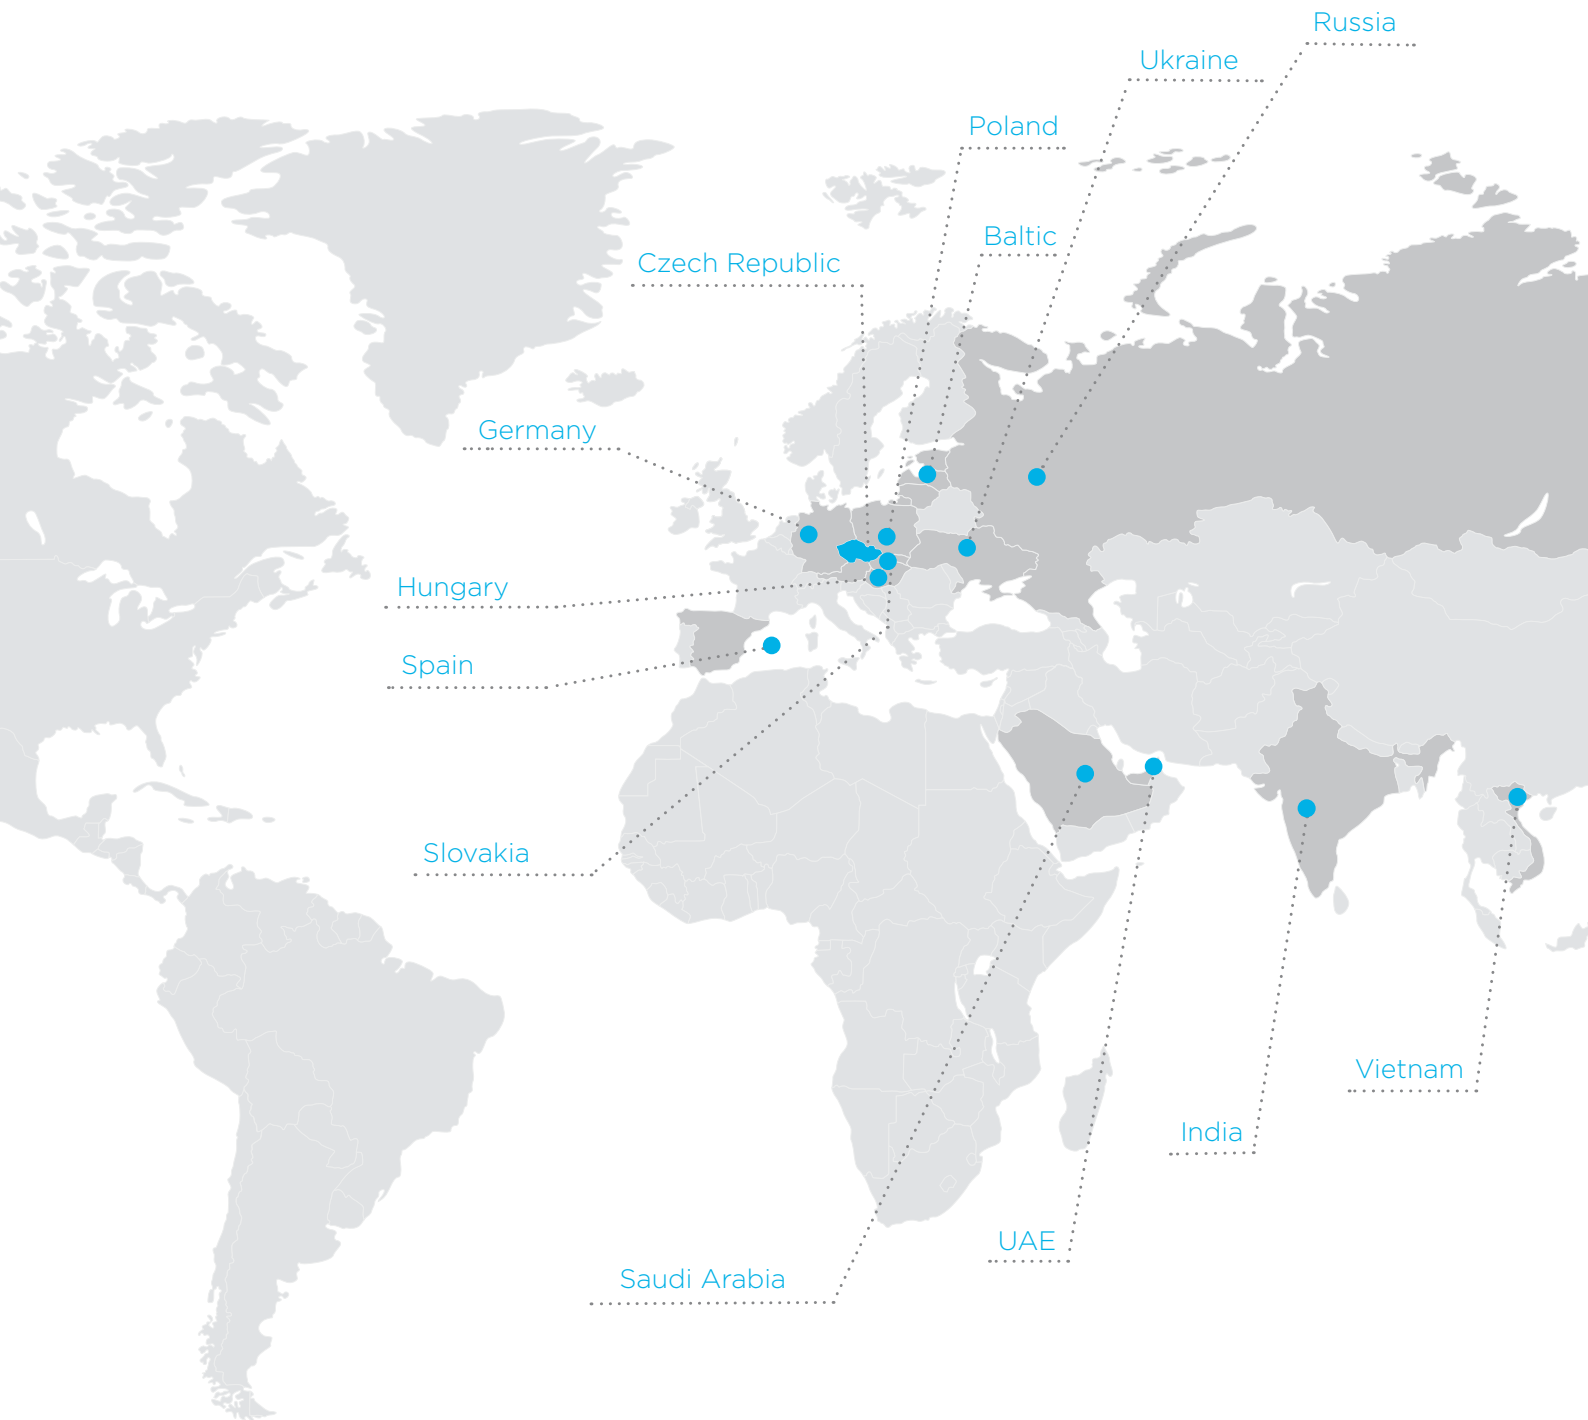 Russia
Ukraine
Poland
Baltic
Czech Republic
Germany
Hungary
Spain
Slovakia
Vietnam
India
UAE
Saudi Arabia